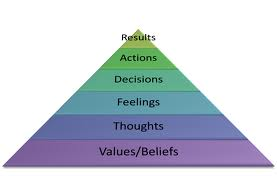 Results
Actions
Decisions
Feelings
Thoughts
Values/Beliefs